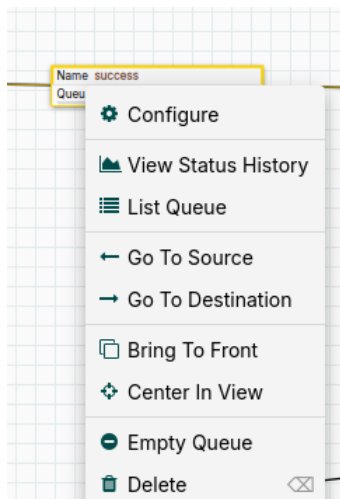 Name success
Queu
Configure
View Status History
List Queue
Go To Source
Go To Destination
Bring To Front
Center In View
Empty Queue
Delete